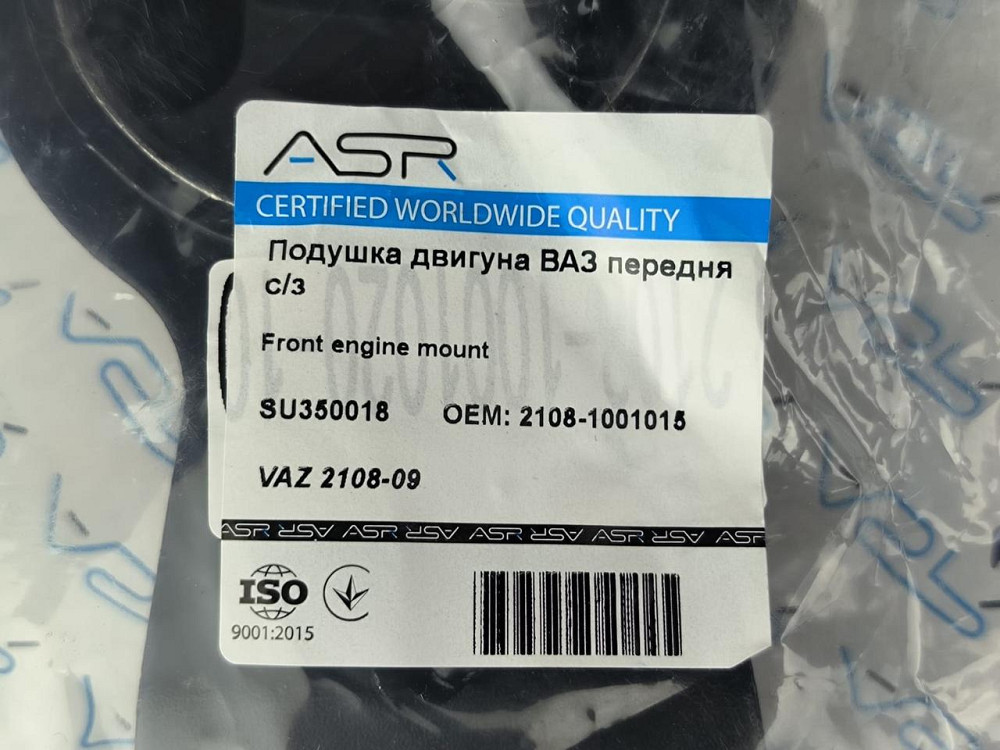 ASR
CERTIFIED WORLDWIDE QUALITY
Подушка двигуна ВАЗ передня
с/з
Front engine mount
SU350018 OEM: 2108-1001015
VAZ 2108-09
ASR ASR ASR ASR ASR ASR ASR ASR ASR
ISO
9001:2015